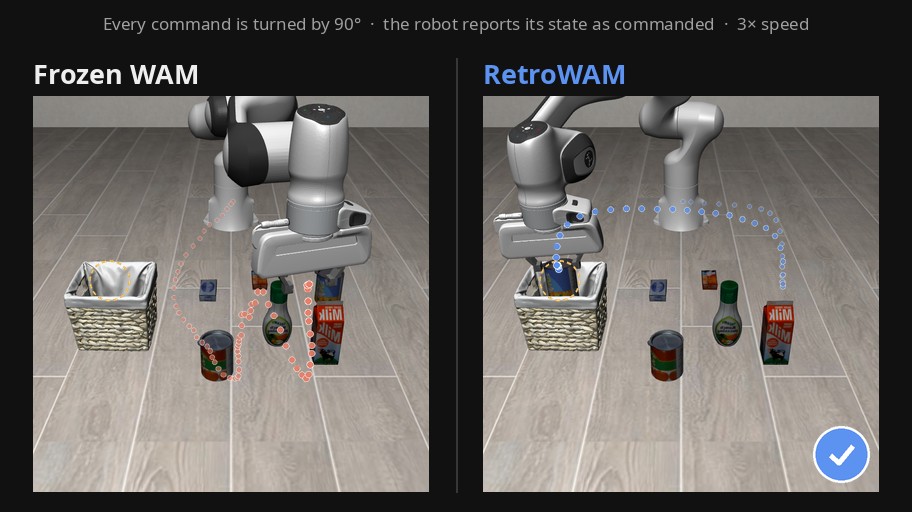 Every command is turned by 90° · the robot reports its state as commanded · 3× speed
Frozen WAM
RetroWAM
Milk
Milk